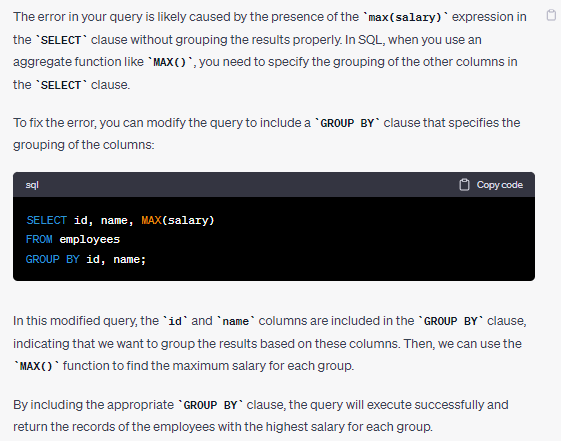 The error in your query is likely caused by the presence of the `max(salary)` expression in
the `SELECT` clause without grouping the results properly. In SQL, when you use an
aggregate function like `MAX()`, you need to specify the grouping of the other columns in
the `SELECT` clause.
To fix the error, you can modify the query to include a `GROUP BY` clause that specifies the
grouping of the columns:
sql Copy code
SELECT id, name, MAX(salary)
FROM employees
GROUP BY id, name;
In this modified query, the `id` and `name` columns are included in the `GROUP BY` clause,
indicating that we want to group the results based on these columns. Then, we can use the
`MAX()` function to find the maximum salary for each group.
By including the appropriate `GROUP BY` clause, the query will execute successfully and
return the records of the employees with the highest salary for each group.